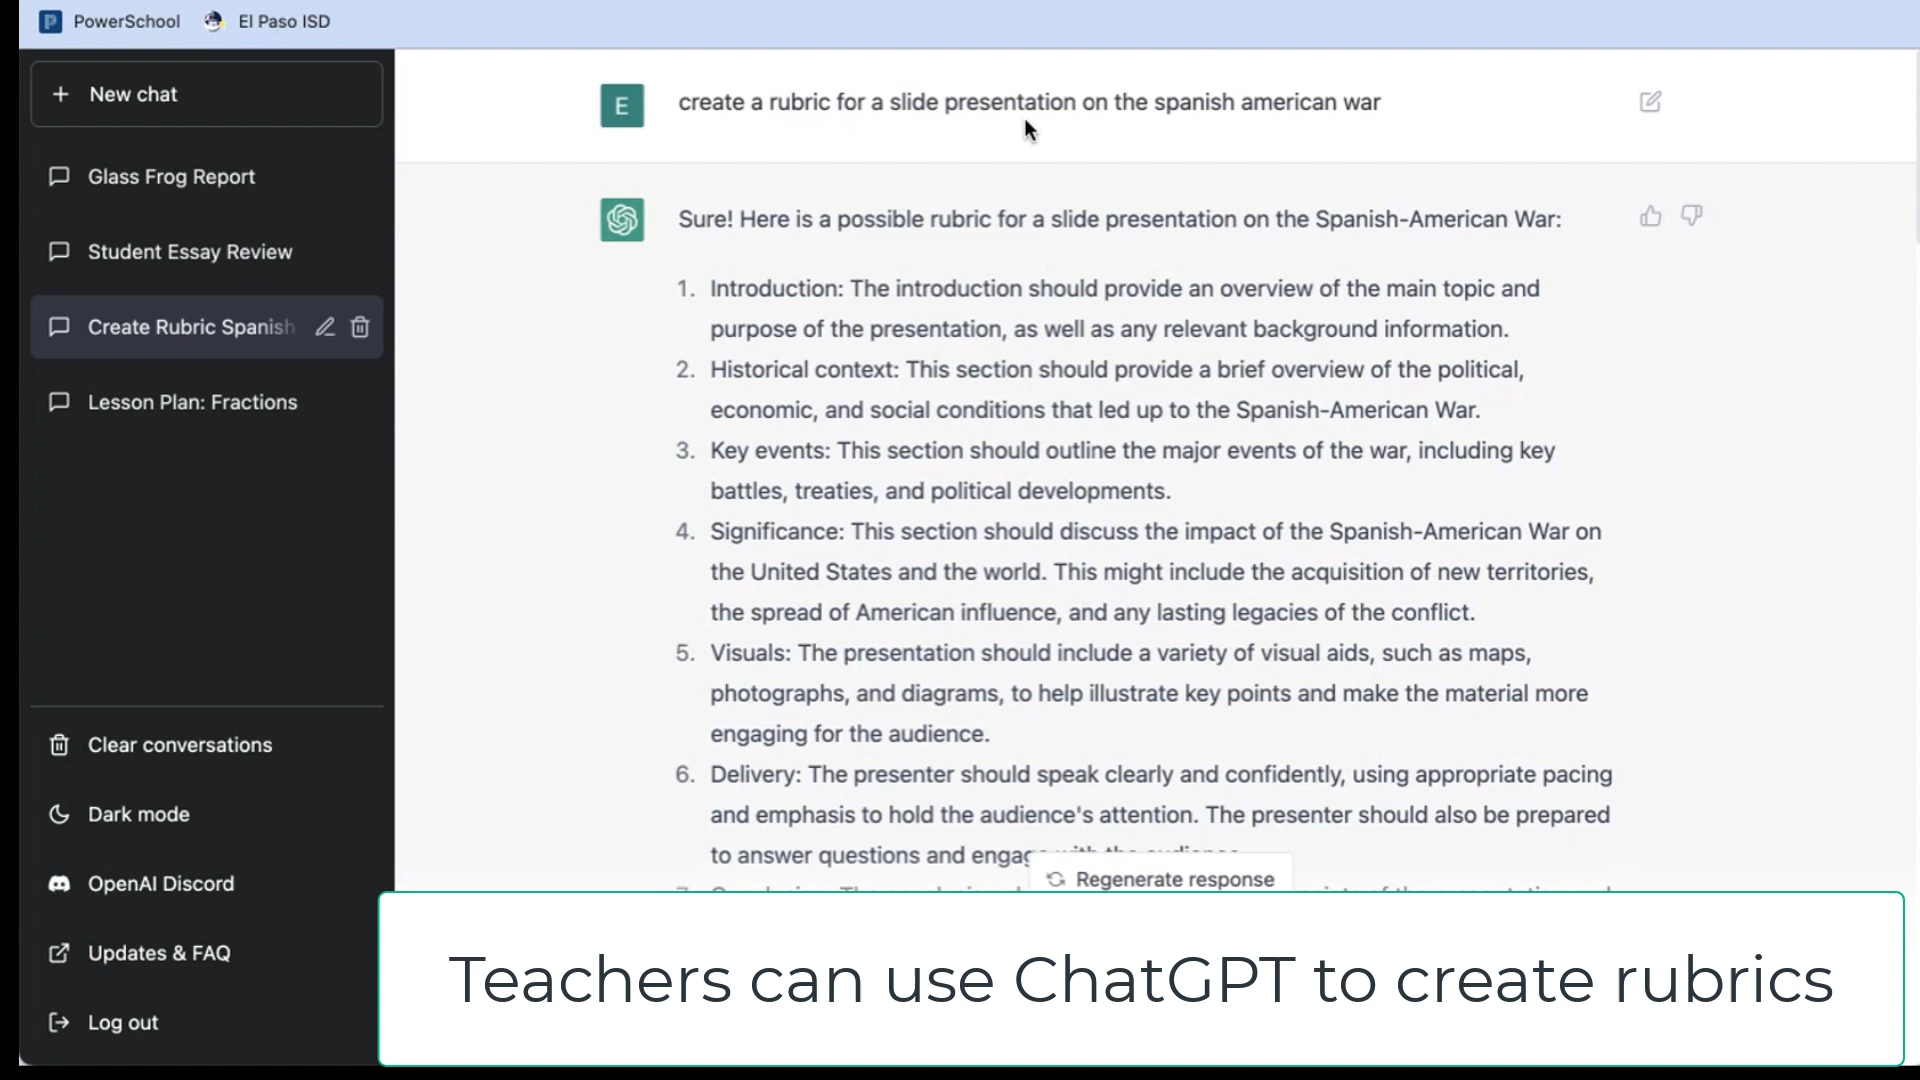 PowerSchool El Paso ISD
New chat
Glass Frog Report
Student Essay Review
Create Rubric Spanish
Lesson Plan: Fractions
Clear conversations
Dark mode
OpenAI Discord
Updates & FAQ
Log out
E
create a rubric for a slide presentation on the spanish american war
Sure! Here is a possible rubric for a slide presentation on the Spanish-American War:
1. Introduction: The introduction should provide an overview of the main topic and
purpose of the presentation, as well as any relevant background information.
2. Historical context: This section should provide a brief overview of the political,
economic, and social conditions that led up to the Spanish-American War.
3. Key events: This section should outline the major events of the war, including key
battles, treaties, and political developments.
4. Significance: This section should discuss the impact of the Spanish-American War on
the United States and the world. This might include the acquisition of new territories,
the spread of American influence, and any lasting legacies of the conflict.
5. Visuals: The presentation should include a variety of visual aids, such as maps,
photographs, and diagrams, to help illustrate key points and make the material more
engaging for the audience.
6. Delivery: The presenter should speak clearly and confidently, using appropriate pacing
and emphasis to hold the audience's attention. The presenter should also be prepared
to answer questions and engage with the audience.
Regenerate response
Teachers can use ChatGPT to create rubrics